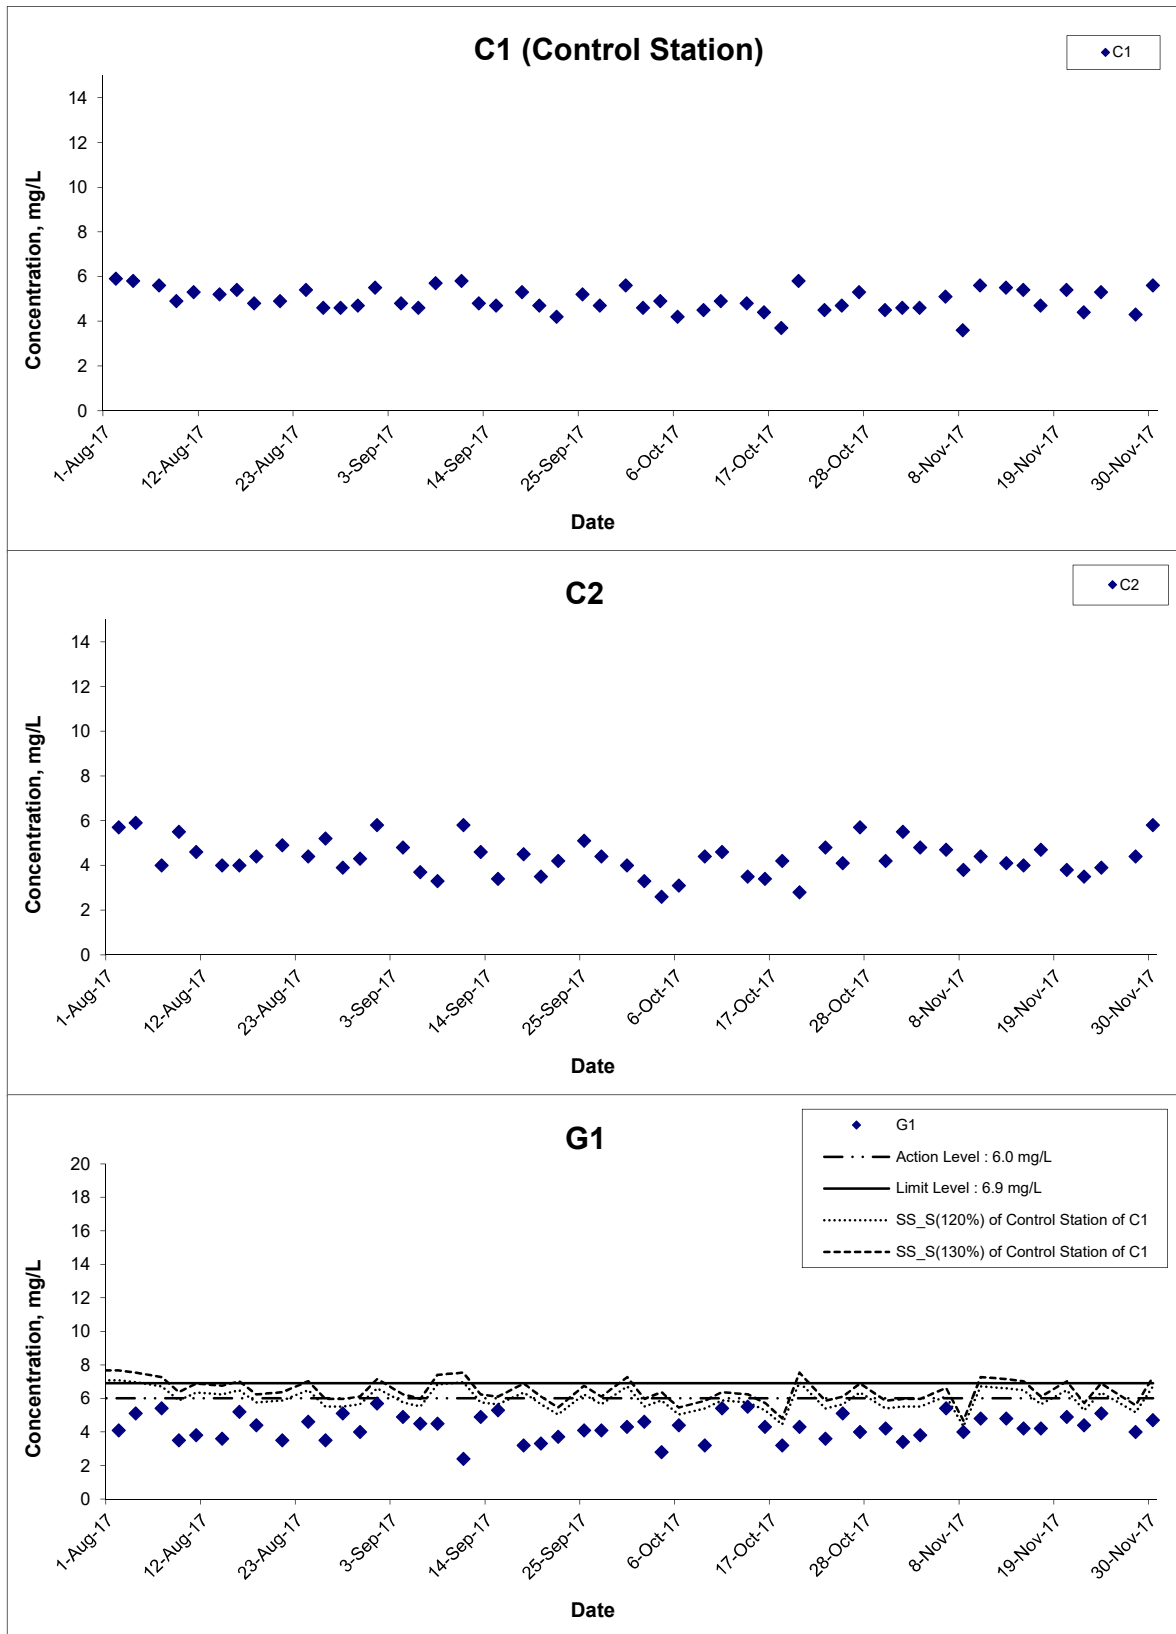 C1 (Control Station)
C1
Concentration, mg/L
14
12
10
8
6
4
2
0
1-Aug-17
12-Aug-17
23-Aug-17
3-Sep-17
14-Sep-17
25-Sep-17
6-Oct-17
17-Oct-17
28-Oct-17
8-Nov-17
19-Nov-17
30-Nov-17
Date
C2
C2
Concentration, mg/L
14
12
10
8
6
4
2
0
1-Aug-17
12-Aug-17
23-Aug-17
3-Sep-17
14-Sep-17
25-Sep-17
6-Oct-17
17-Oct-17
28-Oct-17
8-Nov-17
19-Nov-17
30-Nov-17
Date
G1
G1
Action Level : 6.0 mg/L
Limit Level : 6.9 mg/L
SS_S(120%) of Control Station of C1
SS_S(130%) of Control Station of C1
Concentration, mg/L
20
18
16
14
12
10
8
6
4
2
0
1-Aug-17
12-Aug-17
23-Aug-17
3-Sep-17
14-Sep-17
25-Sep-17
6-Oct-17
17-Oct-17
28-Oct-17
8-Nov-17
19-Nov-17
30-Nov-17
Date